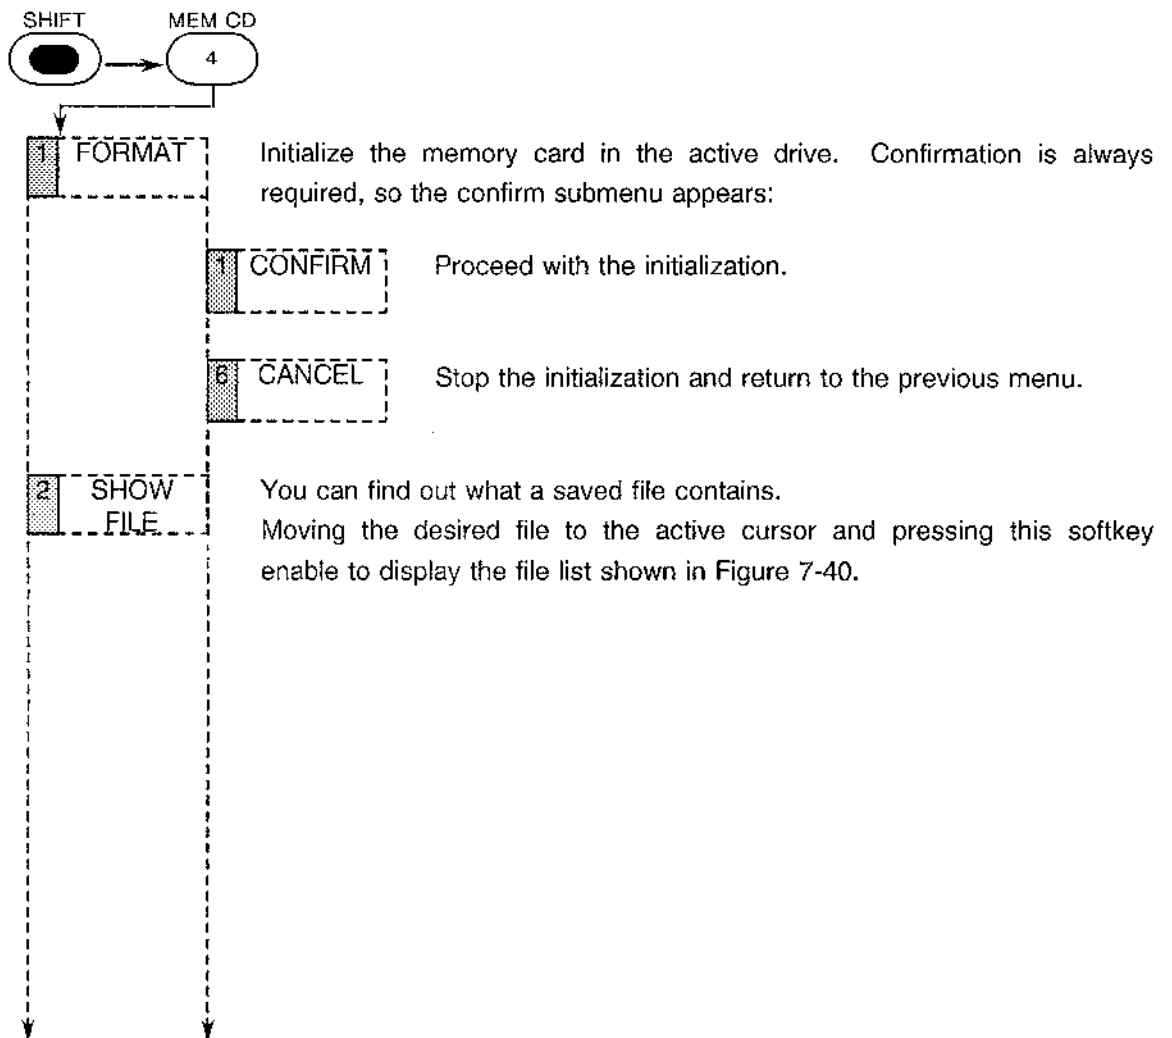 SHIFT MEM CD
4
1 FORMAT Initialize the memory card in the active drive. Confirmation is always
required, so the confirm submenu appears:
1 CONFIRM Proceed with the initialization.
6 CANCEL Stop the initialization and return to the previous menu.
2 SHOW You can find out what a saved file contains.
FILE Moving the desired file to the active cursor and pressing this softkey
enable to display the file list shown in Figure 7-40.